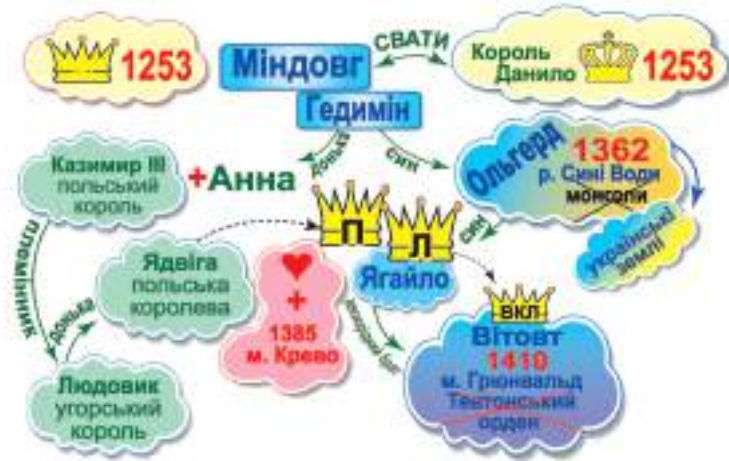 1253
Міндовг
СВАТИ
Король
Данило
1253
Гедимін
донька
син
Казимир III
польський
король
+Анна
Ольгерд
1362
р. Сині Води
монголи
українські
землі
племінник
П
Л
син
Ядвіга
польська
королева
донька
+
1385
м. Крево
Ягайло
ВКЛ
Вітовт
1410
м. Грюнвальд
Тевтонський
орден
Людовик
угорський
король